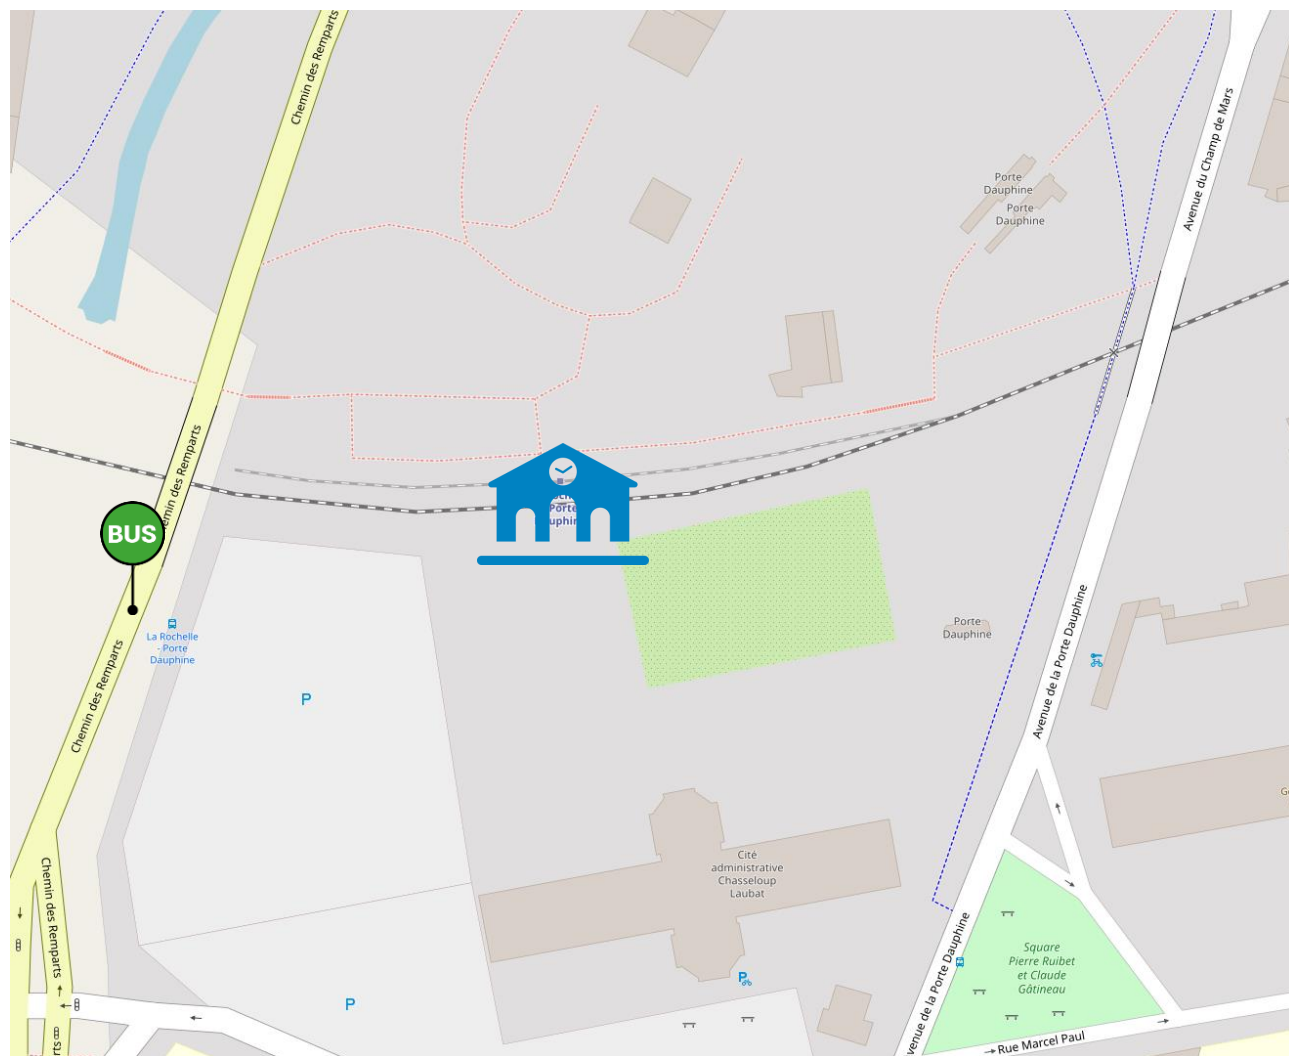 Chemin des Remparts
Avenue du Champ de Mars
Porte
Dauphine
Porte
Dauphine
Chemin des Remparts
Porte
BUS
La Rochelle
- Porte
Dauphine
Chemin des Remparts
Porte
Dauphine
Avenue de la Porte Dauphine
P
Cité
administrative
Chasseloup
Laubat
Chemin des Remparts
Avenue de la Porte Dauphine
Square
Pierre Ruibet
et Claude
Gâtineau
P
P
Rue Marcel Paul